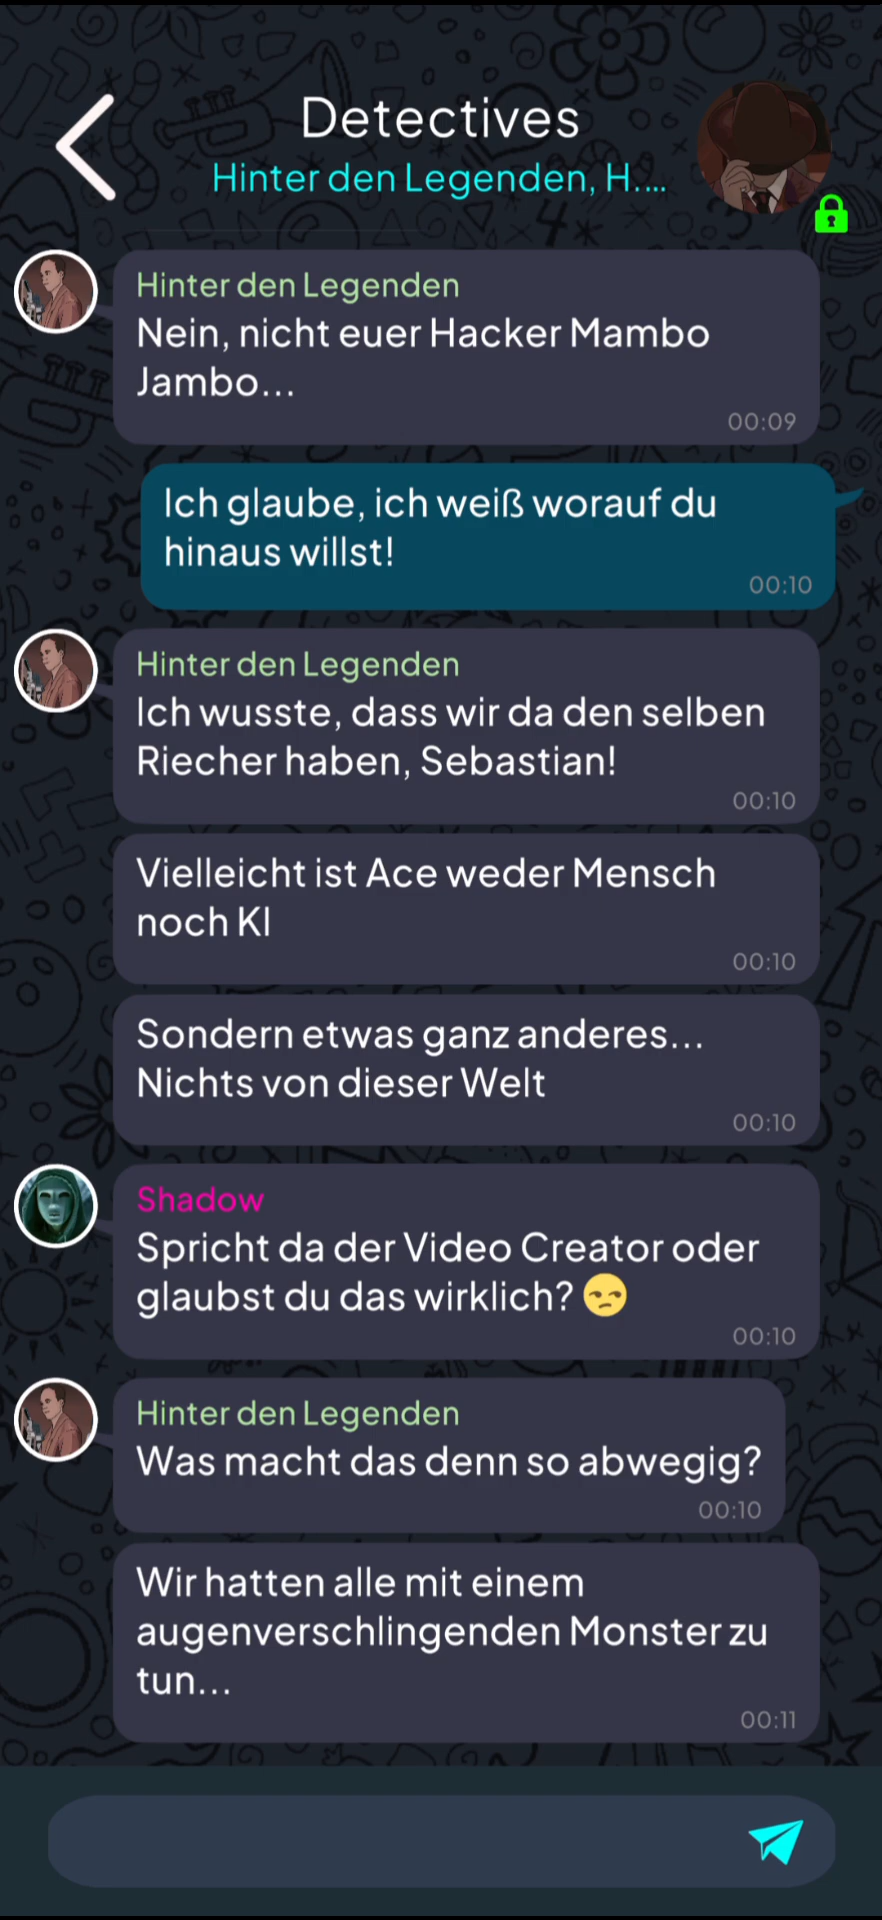 Detectives
Hinter den Legenden, H....
Hinter den Legenden
Nein, nicht euer Hacker Mambo
Jambo...
00:09
Ich glaube, ich weiß worauf du
hinaus willst!
00:10
Hinter den Legenden
Ich wusste, dass wir da den selben
Riecher haben, Sebastian!
00:10
Vielleicht ist Ace weder Mensch
noch KI
00:10
Sondern etwas ganz anderes...
Nichts von dieser Welt
00:10
Shadow
Spricht da der Video Creator oder
glaubst du das wirklich? 😒
00:10
Hinter den Legenden
Was macht das denn so abwegig?
00:10
Wir hatten alle mit einem
augenverschlingenden Monster zu
tun...
00:11